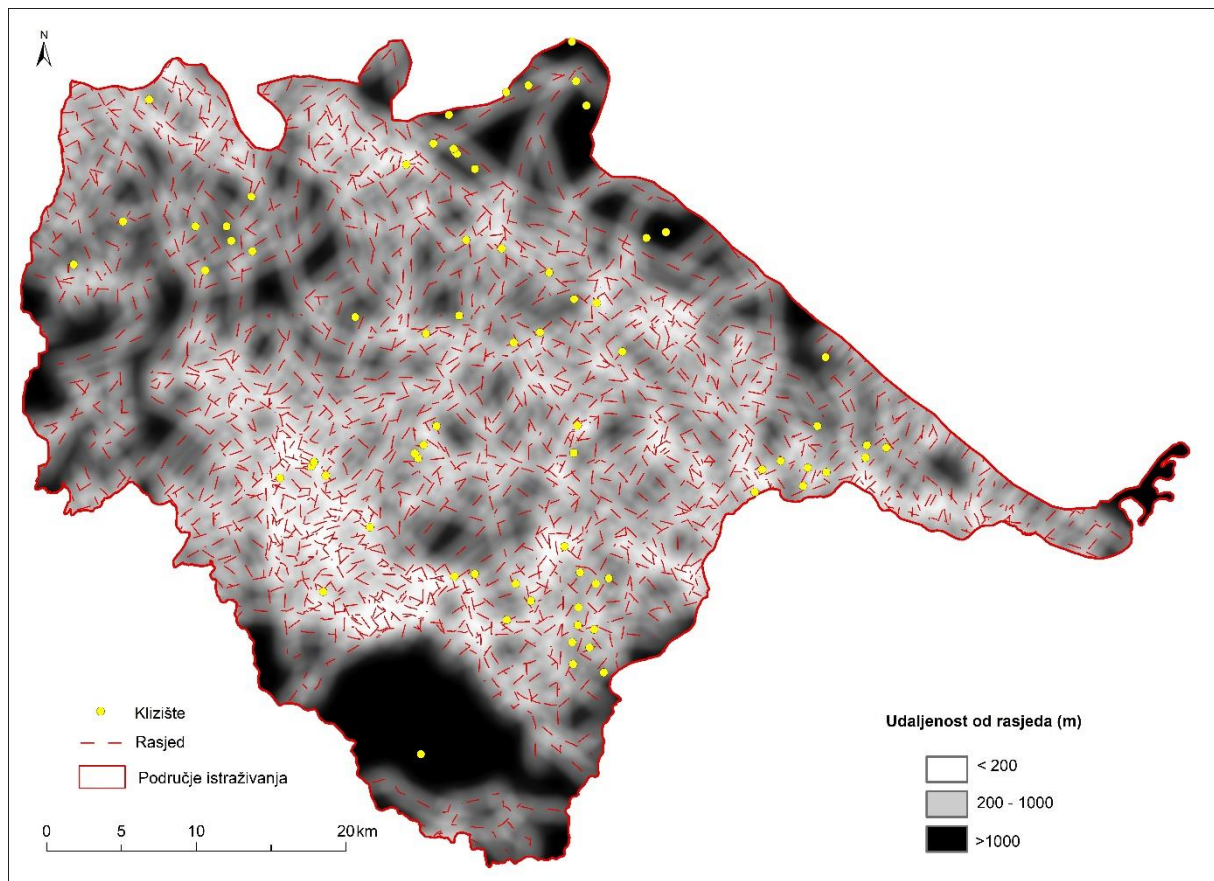 N
Klizište
Rasjed
Područje istraživanja
0 5 10 20 km
Udaljenost od rasjeda (m)
< 200
200 - 1000
>1000